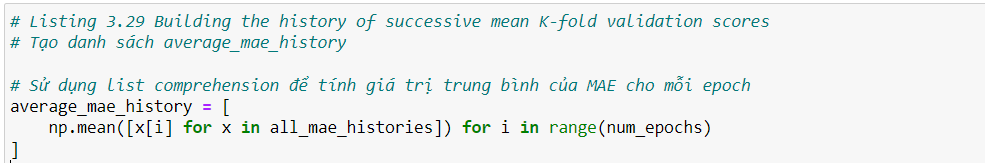 # Listing 3.29 Building the history of successive mean K-fold validation scores
# Tạo danh sách average_mae_history
# Sử dụng list comprehension để tính giá trị trung bình của MAE cho mỗi epoch
average_mae_history = [
    np.mean([x[i] for x in all_mae_histories]) for i in range(num_epochs)
]